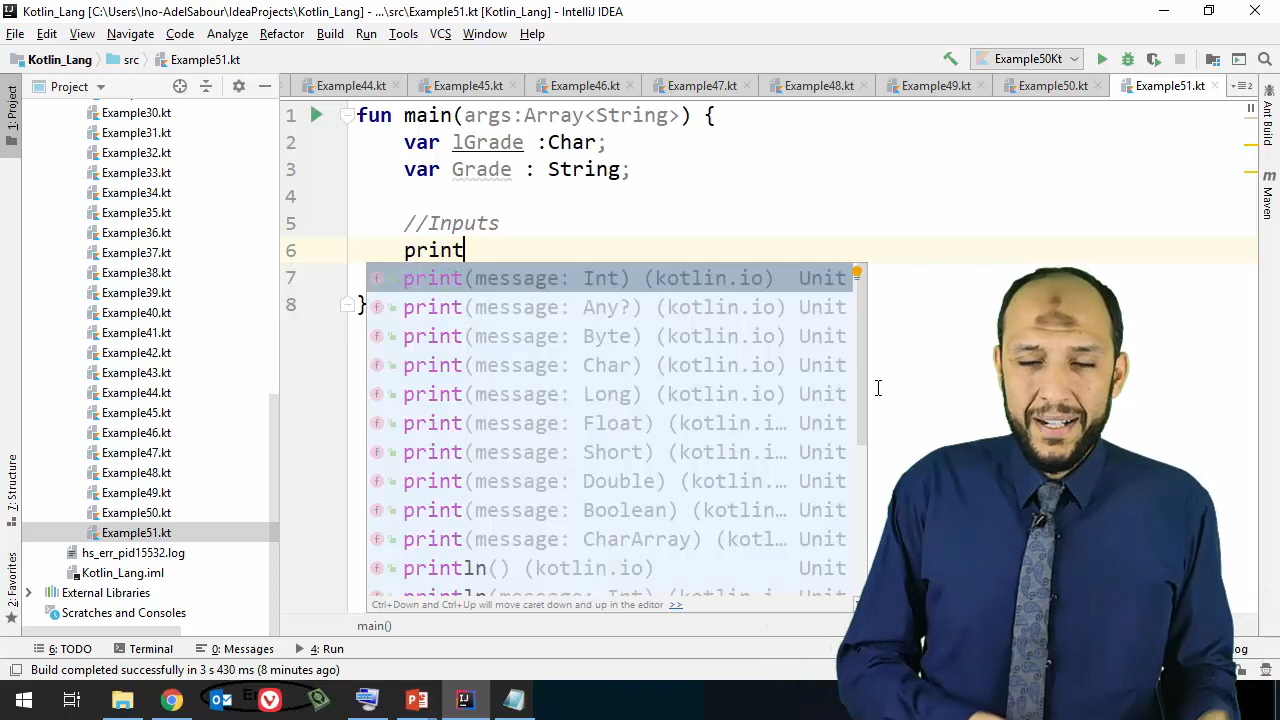 Kotlin_Lang [C:\Users\Ino-AdelSabour\IdeaProjects\Kotlin_Lang] - ...\src\Example51.kt [Kotlin_Lang] - IntelliJ IDEA
File Edit View Navigate Code Analyze Refactor Build Run Tools VCS Window Help
Kotlin_Lang src Example51.kt
Example50Kt
Project
Example44.kt Example45.kt Example46.kt Example47.kt Example48.kt Example49.kt Example50.kt Example51.kt
1: Project
7: Structure
2: Favorites
Example30.kt
Example31.kt
Example32.kt
Example33.kt
Example34.kt
Example35.kt
Example36.kt
Example37.kt
Example38.kt
Example39.kt
Example40.kt
Example41.kt
Example42.kt
Example43.kt
Example44.kt
Example45.kt
Example46.kt
Example47.kt
Example48.kt
Example49.kt
Example50.kt
Example51.kt
hs_err_pid15532.log
Kotlin_Lang.iml
External Libraries
Scratches and Consoles
1 fun main(args:Array<String>) {
2 var lGrade :Char;
3 var Grade : String;
4
5 //Inputs
6 print
7
8 }
print(message: Int) (kotlin.io) Unit
print(message: Any?) (kotlin.io) Unit
print(message: Byte) (kotlin.io) Unit
print(message: Char) (kotlin.io) Unit
print(message: Long) (kotlin.io) Unit
print(message: Float) (kotlin.i... Unit
print(message: Short) (kotlin.i... Unit
print(message: Double) (kotlin.... Unit
print(message: Boolean) (kotlin... Unit
print(message: CharArray) (kotl... Unit
println() (kotlin.io) Unit
Ctrl+Down and Ctrl+Up will move caret down and up in the editor >>
main()
Ant Build
Maven
6: TODO Terminal 0: Messages 4: Run
Build completed successfully in 3 s 430 ms (8 minutes ago)